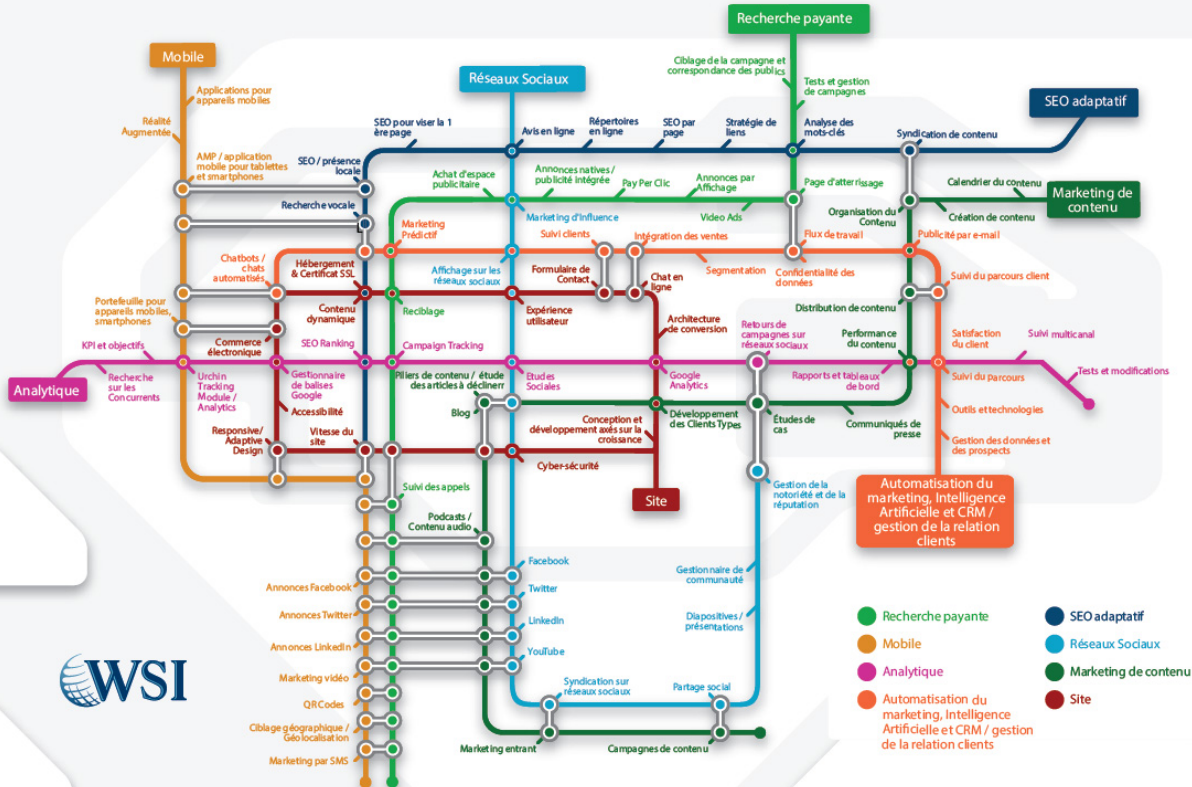 Recherche payante
Mobile
Réseaux Sociaux
Ciblage de la campagne et
correspondance des publics
Tests et gestion
de campagnes
Applications pour
appareils mobiles
SEO adaptatif
Réalité
Augmentée
SEO pour viser la 1
ère page
Avis en ligne
Répertoires
en ligne
SEO par
page
Stratégie de
liens
Analyse des
mots-clés
Syndication de contenu
AMP / application
mobile pour tablettes
et smartphones
SEO / présence
locale
Achat d'espace
publicitaire
Annonces natives /
publicité intégrée
Pay Per Clic
Annonces par
Affichage
Page d'atterrissage
Calendrier du contenu
Marketing de
contenu
Recherche vocale
Marketing
Prédictif
Marketing d'Influence
Video Ads
Organisation du
Contenu
Création de contenu
Suivi clients
Intégration des ventes
Flux de travail
Publicité par e-mail
Chatbots /
chats
automatisés
Hébergement
& Certificat SSL
Affichage sur les
réseaux sociaux
Formulaire de
Contact
Chat en
ligne
Segmentation
Confidentialité des
données
Suivi du parcours client
Portefeuille pour
appareils mobiles,
smartphones
Contenu
dynamique
Reciblage
Expérience
utilisateur
Architecture
de conversion
Distribution de contenu
Commerce
électronique
KPI et objectifs
SEO Ranking
Campaign Tracking
Retours de
campagnes sur
réseaux sociaux
Performance
du contenu
Satisfaction
du client
Suivi multicanal
Analytique
Recherche
sur les
Concurrents
Urchin
Tracking
Module /
Analytics
Gestionnaire
de balises
Google
Piliers de contenu / étude
des articles à déclinerr
Etudes
Sociales
Google
Analytics
Rapports et tableaux
de bord
Suivi du parcours
Tests et modifications
Accessibilité
Blog
Conception et
développement axés sur la
croissance
Développement
des Clients Types
Études de
cas
Communiqués de
presse
Outils et technologies
Responsive/
Adaptive
Design
Vitesse du
site
Cyber-sécurité
Gestion des données et
des prospects
Suivi des appels
Site
Gestion de la
notoriété et de la
réputation
Automatisation du
marketing, Intelligence
Artificielle et CRM /
gestion de la relation
clients
Podcasts /
Contenu audio
Facebook
Gestionnaire de
communauté
Annonces Facebook
Twitter
Annonces Twitter
LinkedIn
Diapositives /
présentations
Annonces LinkedIn
YouTube
Marketing vidéo
Syndication sur
réseaux sociaux
Partage social
QR Codes
Ciblage géographique /
Géolocalisation
Marketing entrant
Campagnes de contenu
Marketing par SMS
WSI
Recherche payante
Mobile
Analytique
Automatisation du
marketing, Intelligence
Artificielle et CRM / gestion
de la relation clients
SEO adaptatif
Réseaux Sociaux
Marketing de contenu
Site